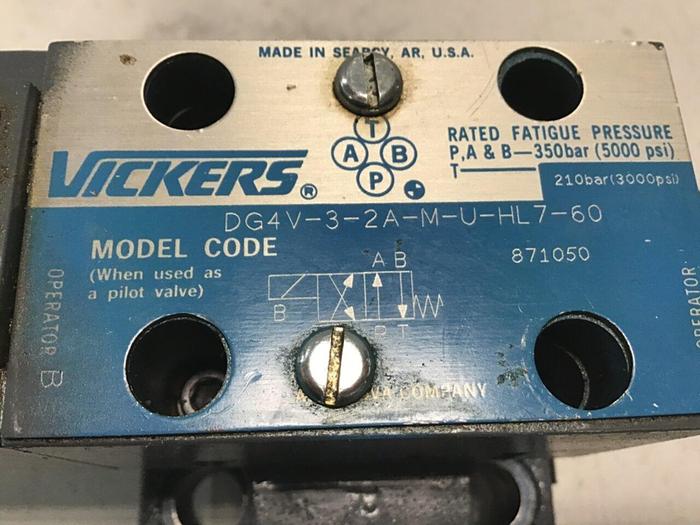 MADE IN SEARCY, AR, U.S.A.
T
A B
P
VICKERS®
RATED FATIGUE PRESSURE
P,A & B—350bar (5000 psi)
T— 210bar(3000psi)
DG4V-3-2A-M-U-HL7-60
MODEL CODE
871050
(When used as
a pilot valve)
A B
B
P T
OPERATOR B
OPERATOR
COMPANY